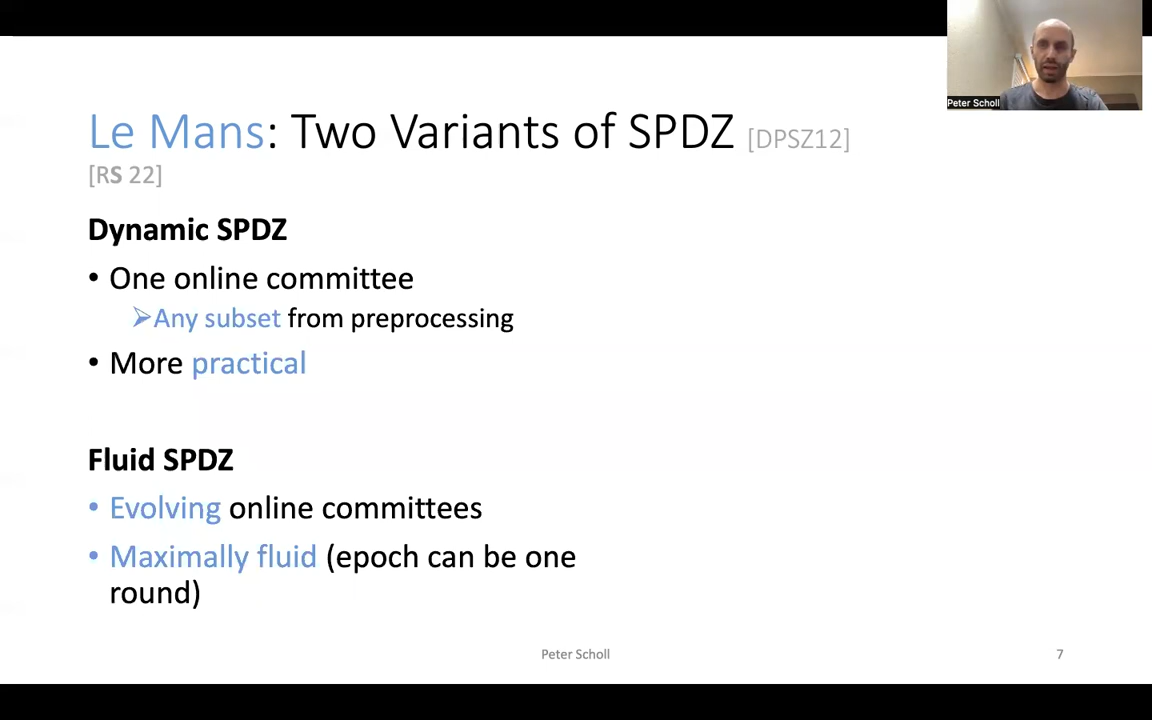 Peter Scholl
Le Mans: Two Variants of SPDZ [DPSZ12]
[RS 22]
Dynamic SPDZ
• One online committee
➢Any subset from preprocessing
• More practical
Fluid SPDZ
• Evolving online committees
• Maximally fluid (epoch can be one
round)
Peter Scholl
7